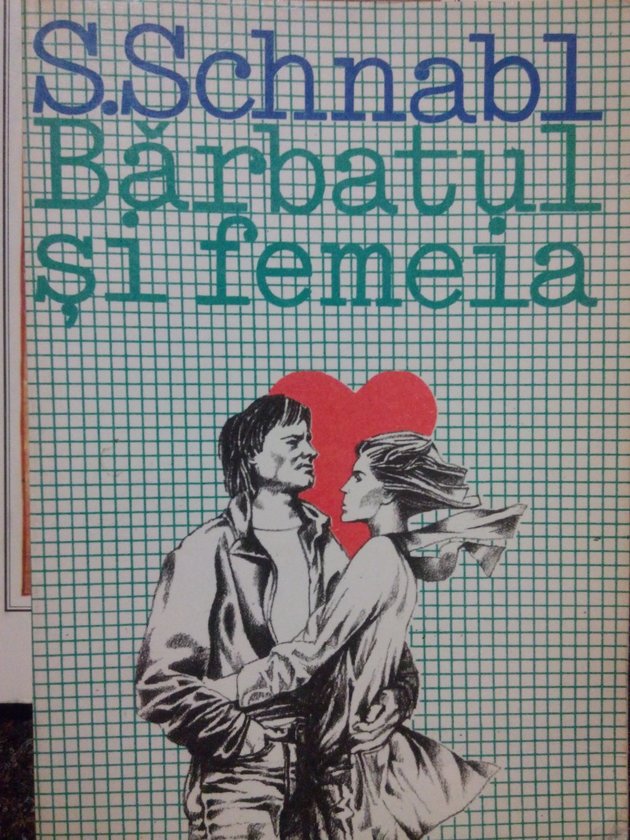 S.Schnabl
Bărbatul
și femeia